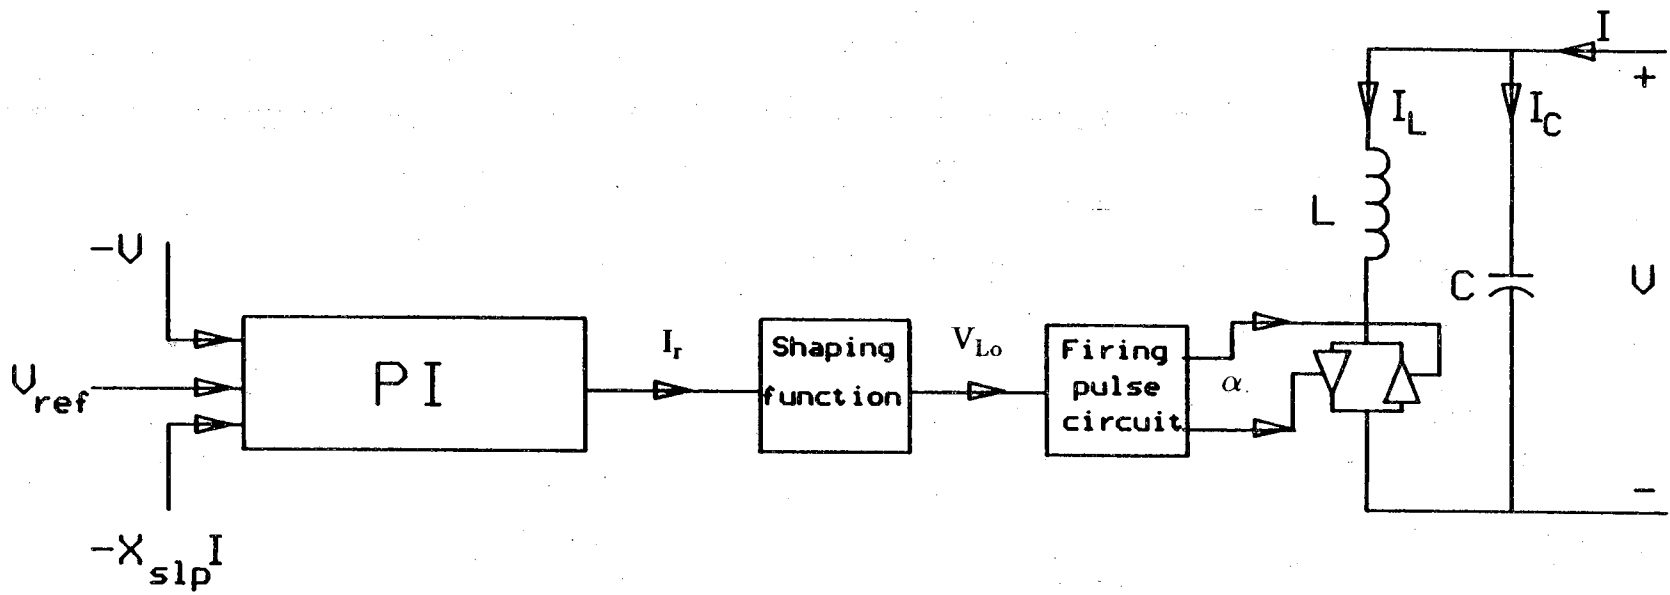 I
+
I_L
I_C
L
-V
C
V
I_r
Shaping
function
V_Lo
Firing
pulse
circuit
α
V_ref
PI
-
-X_slp I